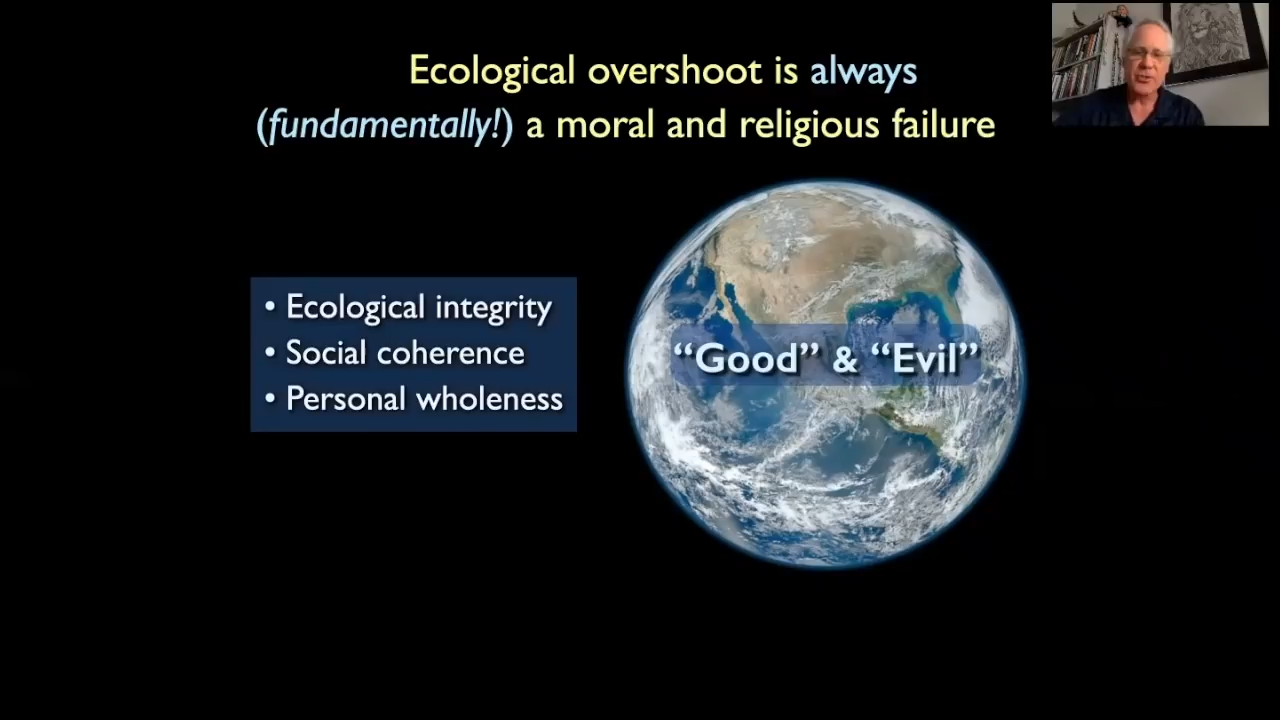 Ecological overshoot is always
(fundamentally!) a moral and religious failure
• Ecological integrity
• Social coherence
• Personal wholeness
“Good” & “Evil”